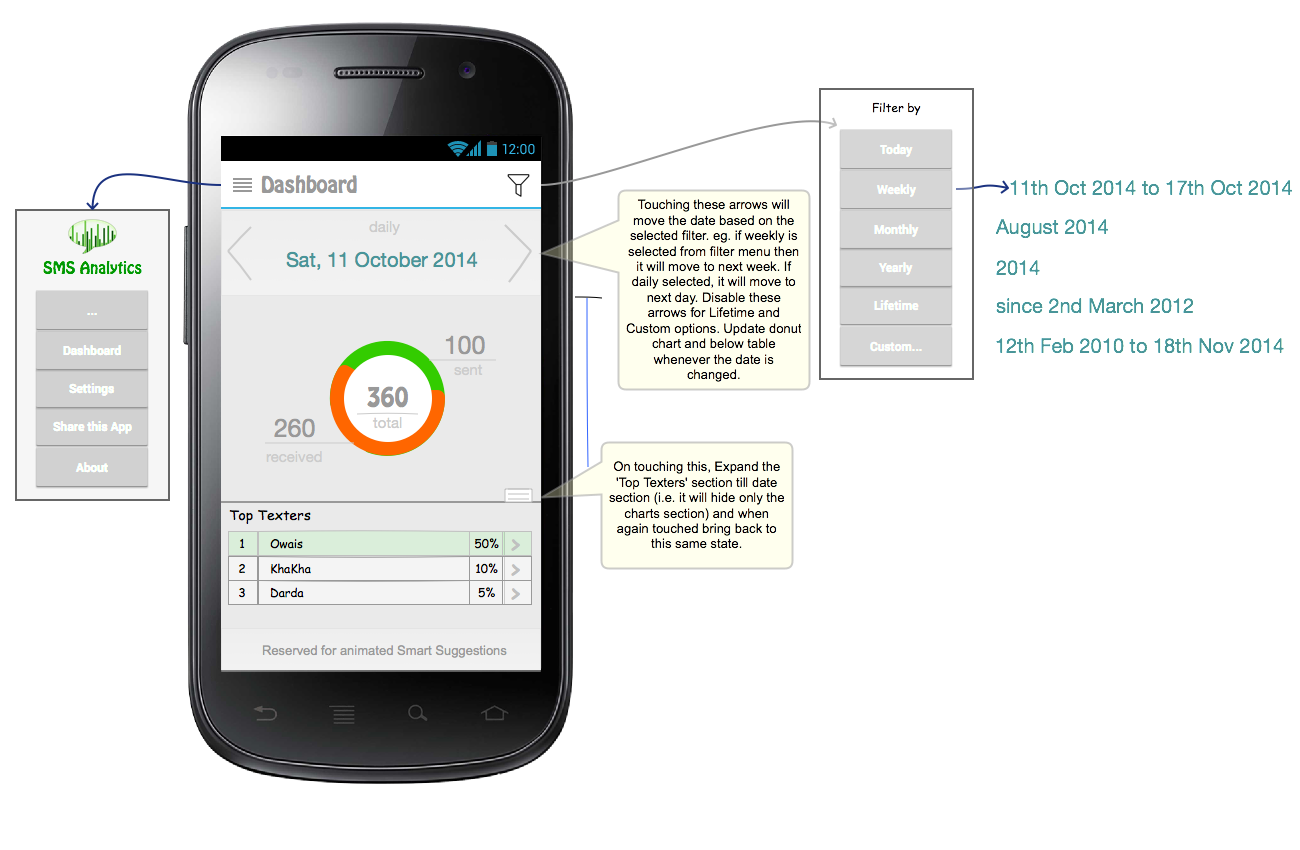 12:00
Dashboard
daily
Sat, 11 October 2014
100
sent
360
total
260
received
Top Texters
1 Owais 50%
2 KhaKha 10%
3 Darda 5%
Reserved for animated Smart Suggestions
SMS Analytics
...
Dashboard
Settings
Share this App
About
Touching these arrows will
move the date based on the
selected filter. eg. if weekly is
selected from filter menu then
it will move to next week. If
daily selected, it will move to
next day. Disable these
arrows for Lifetime and
Custom options. Update donut
chart and below table
whenever the date is
changed.
On touching this, Expand the
'Top Texters' section till date
section (i.e. it will hide only the
charts section) and when
again touched bring back to
this same state.
Filter by
Today
Weekly
Monthly
Yearly
Lifetime
Custom...
11th Oct 2014 to 17th Oct 2014
August 2014
2014
since 2nd March 2012
12th Feb 2010 to 18th Nov 2014